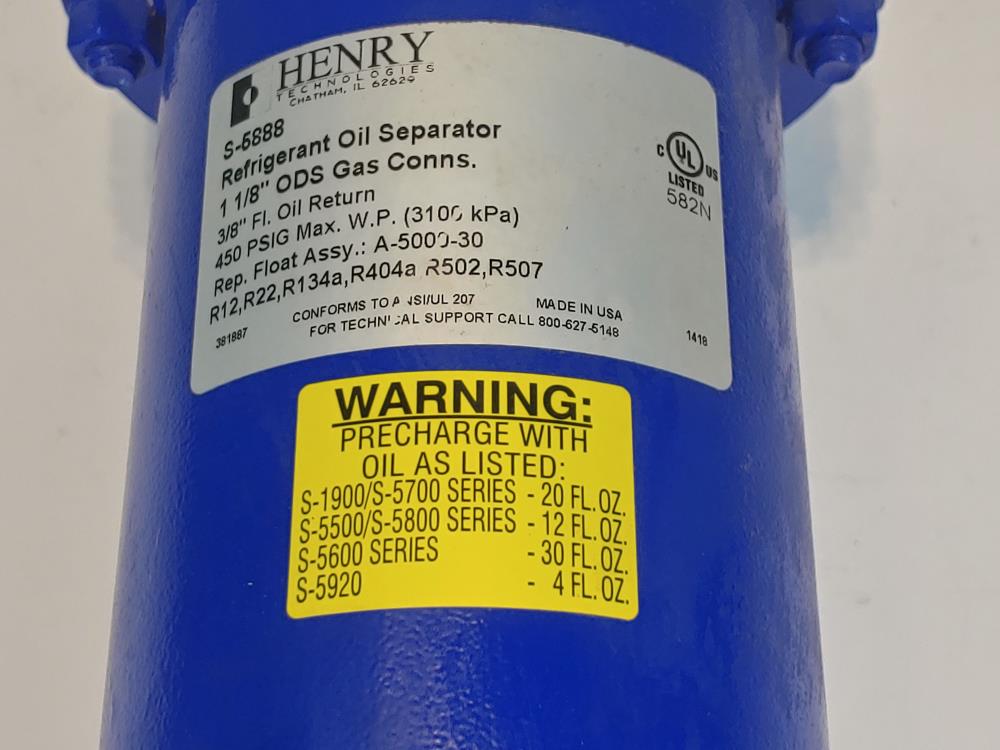 HENRY
TECHNOLOGIES
CHATHAM, IL 62629
S-5888
Refrigerant Oil Separator
1 1/8" ODS Gas Conns.
3/8" Fl. Oil Return
450 PSIG Max. W.P. (3100 kPa)
Rep. Float Assy.: A-5000-30
R12,R22,R134a,R404a R502,R507
CONFORMS TO ANSI/UL 207 MADE IN USA
381887 FOR TECHNICAL SUPPORT CALL 800-627-5148 1418
C UL US
LISTED
582N
WARNING:
PRECHARGE WITH
OIL AS LISTED:
S-1900/S-5700 SERIES - 20 FL. OZ.
S-5500/S-5800 SERIES - 12 FL. OZ.
S-5600 SERIES - 30 FL. OZ.
S-5920 - 4 FL. OZ.